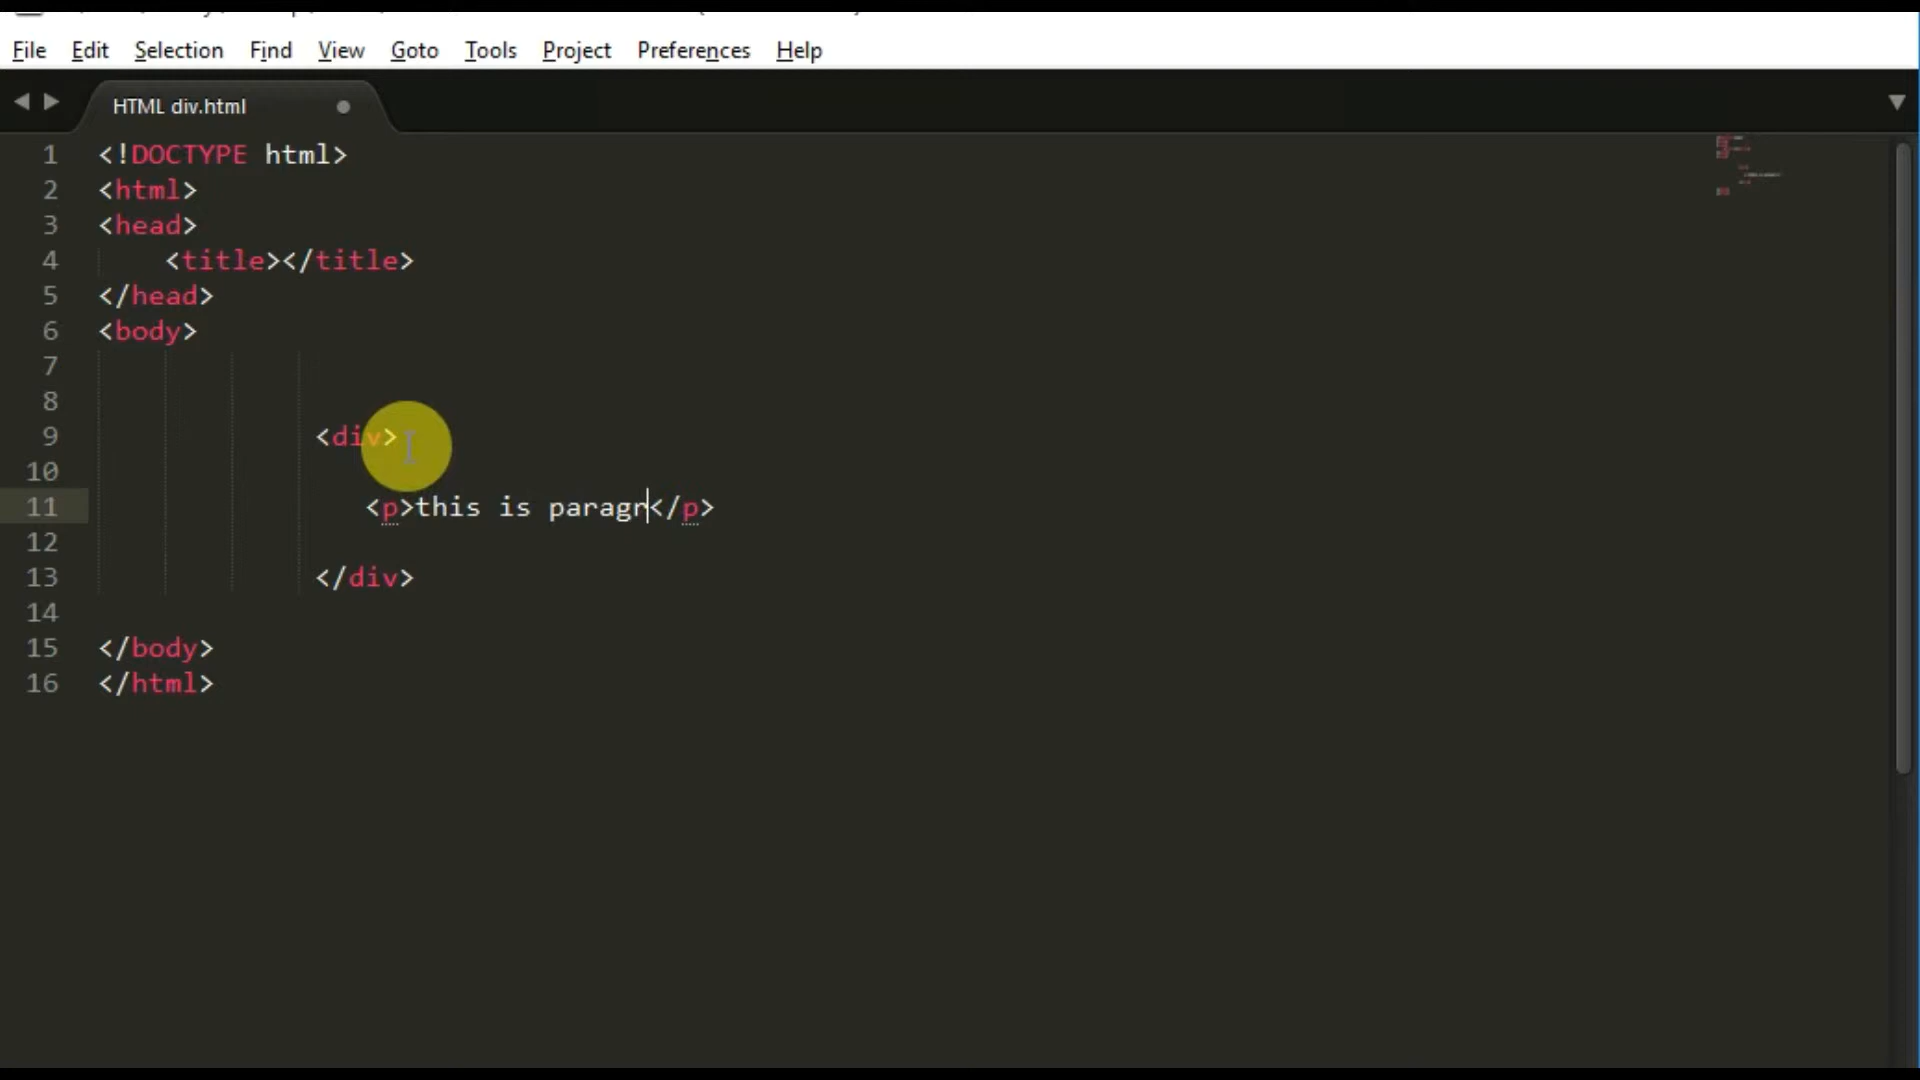 File Edit Selection Find View Goto Tools Project Preferences Help
HTML div.html
1 <!DOCTYPE html>
2 <html>
3 <head>
4 <title></title>
5 </head>
6 <body>
7
8
9 <div>
10
11 <p>this is paragr</p>
12
13 </div>
14
15 </body>
16 </html>